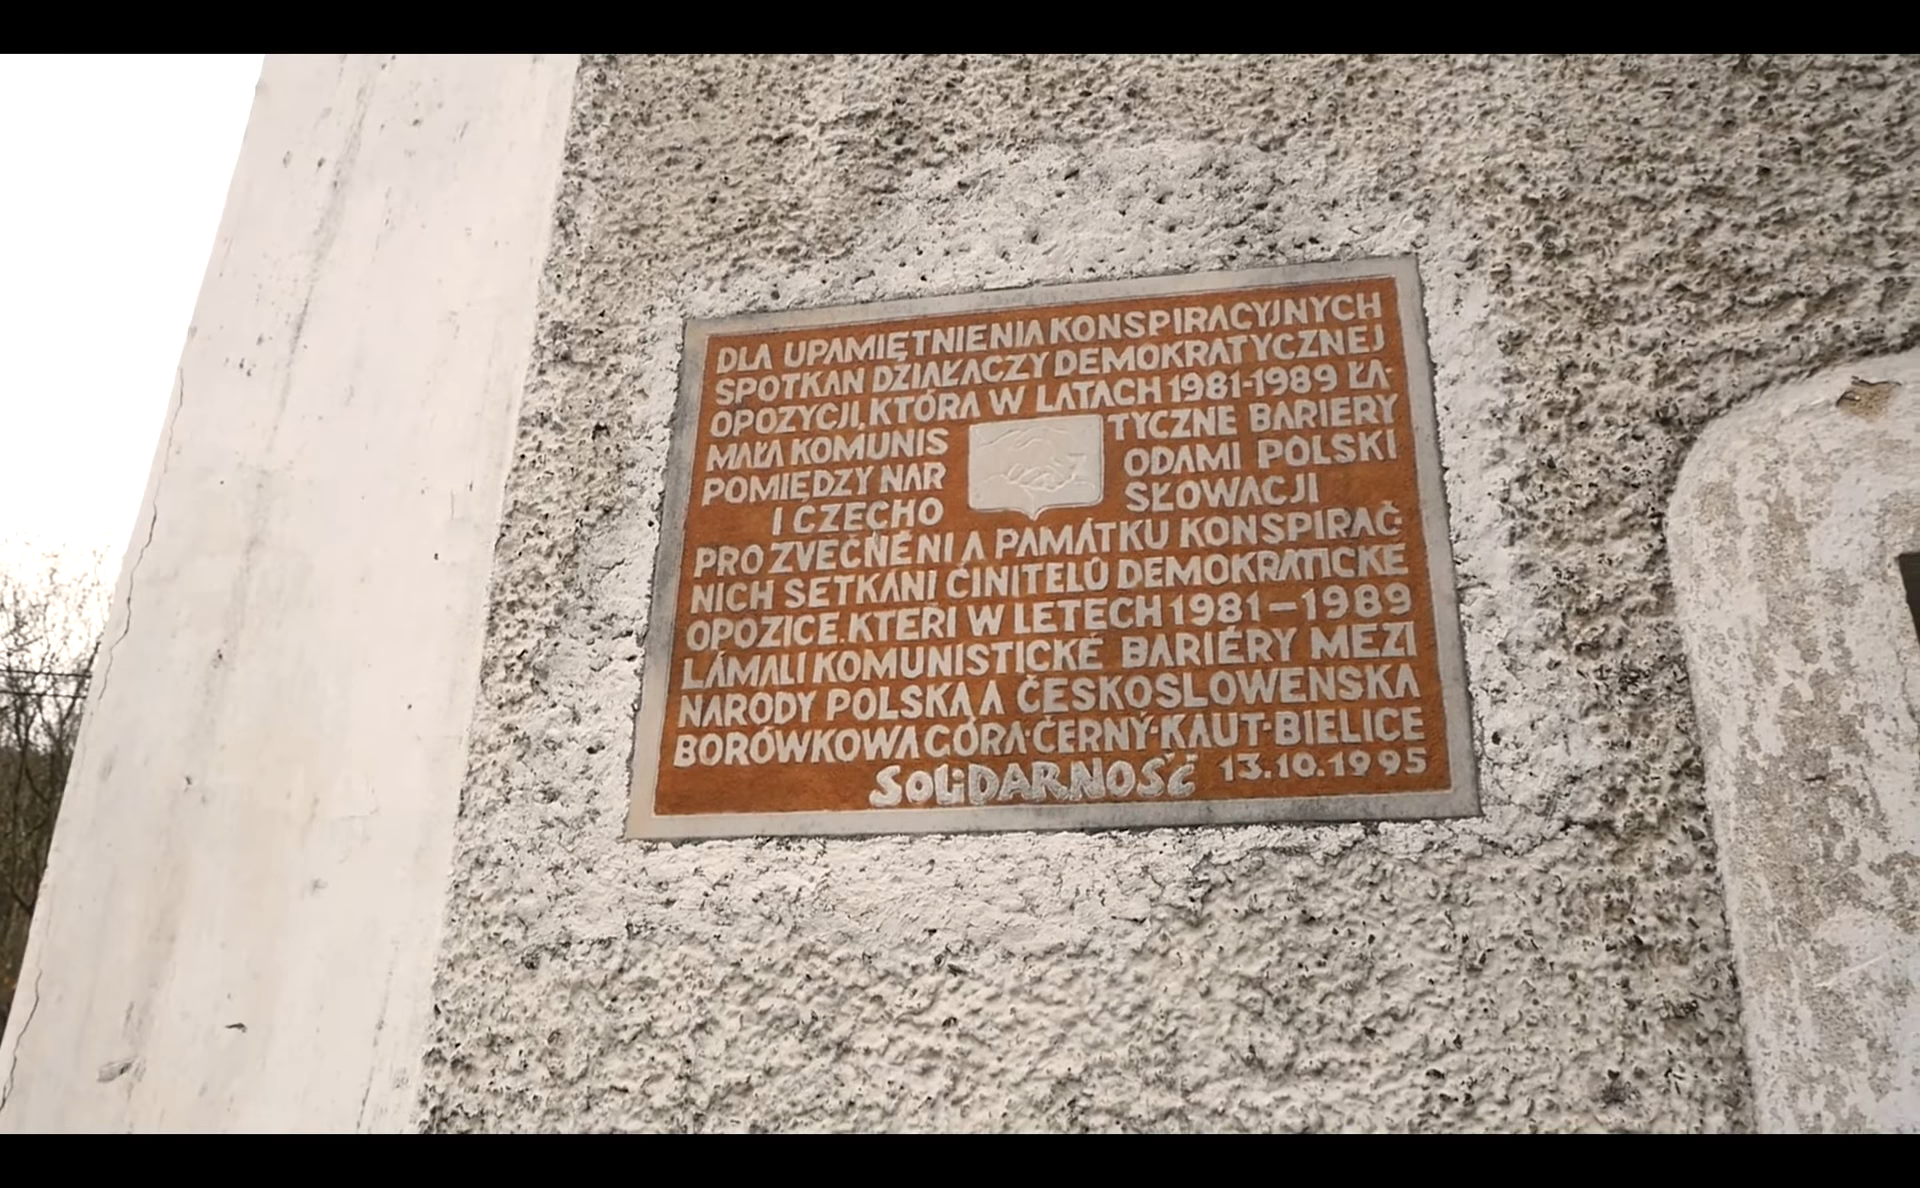 DLA UPAMIĘTNIENIA KONSPIRACYJNYCH
SPOTKAN DZIAŁACZY DEMOKRATYCZNEJ
OPOZYCJI, KTÓRA W LATACH 1981-1989 ŁA-
MAŁA KOMUNIS TYCZNE BARIERY
POMIĘDZY NAR ODAMI POLSKI
I CZECHO SŁOWACJI
PRO ZVEČNĚNI A PAMÁTKU KONSPIRAČ-
NICH SETKÁNI ČINITELŮ DEMOKRATICKE
OPOZICE, KTEŘI W LETECH 1981-1989
LÁMALI KOMUNISTICKÉ BARIÉRY MEZI
NARODY POLSKA A ČESKOSLOWENSKA
BORÓWKOWA GÓRA·ČERNÝ·KAUT·BIELICE
SOLiDARNOŚĆ 13.10.1995